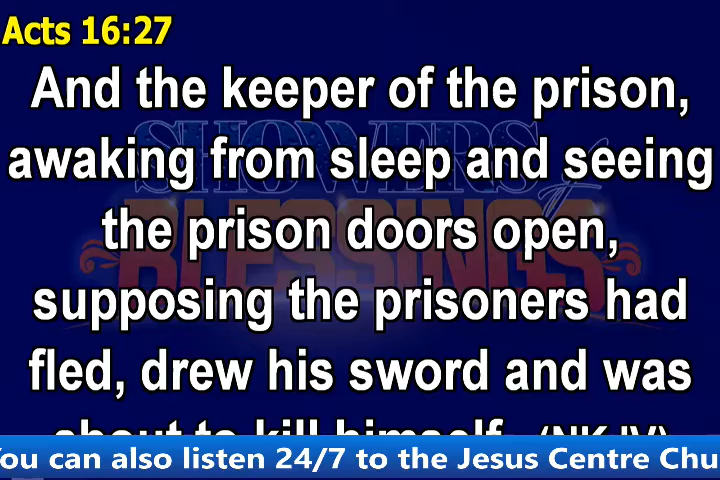 Acts 16:27
And the keeper of the prison,
awaking from sleep and seeing
the prison doors open,
supposing the prisoners had
fled, drew his sword and was
about to kill himself. (NKJV)
SHOWERS of
BLESSINGS
You can also listen 24/7 to the Jesus Centre Chu